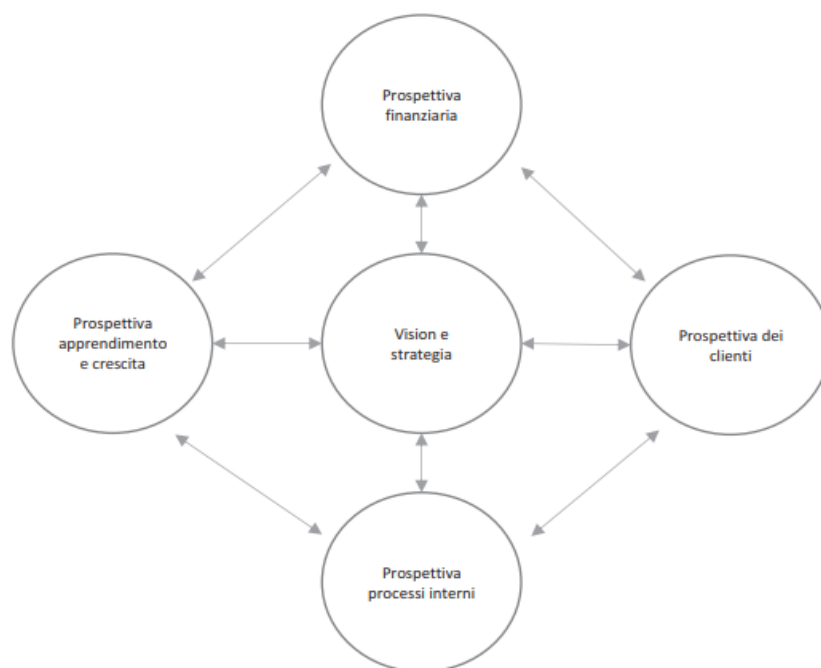 Prospettiva
finanziaria
Prospettiva
apprendimento
e crescita
Vision e
strategia
Prospettiva dei
clienti
Prospettiva
processi interni